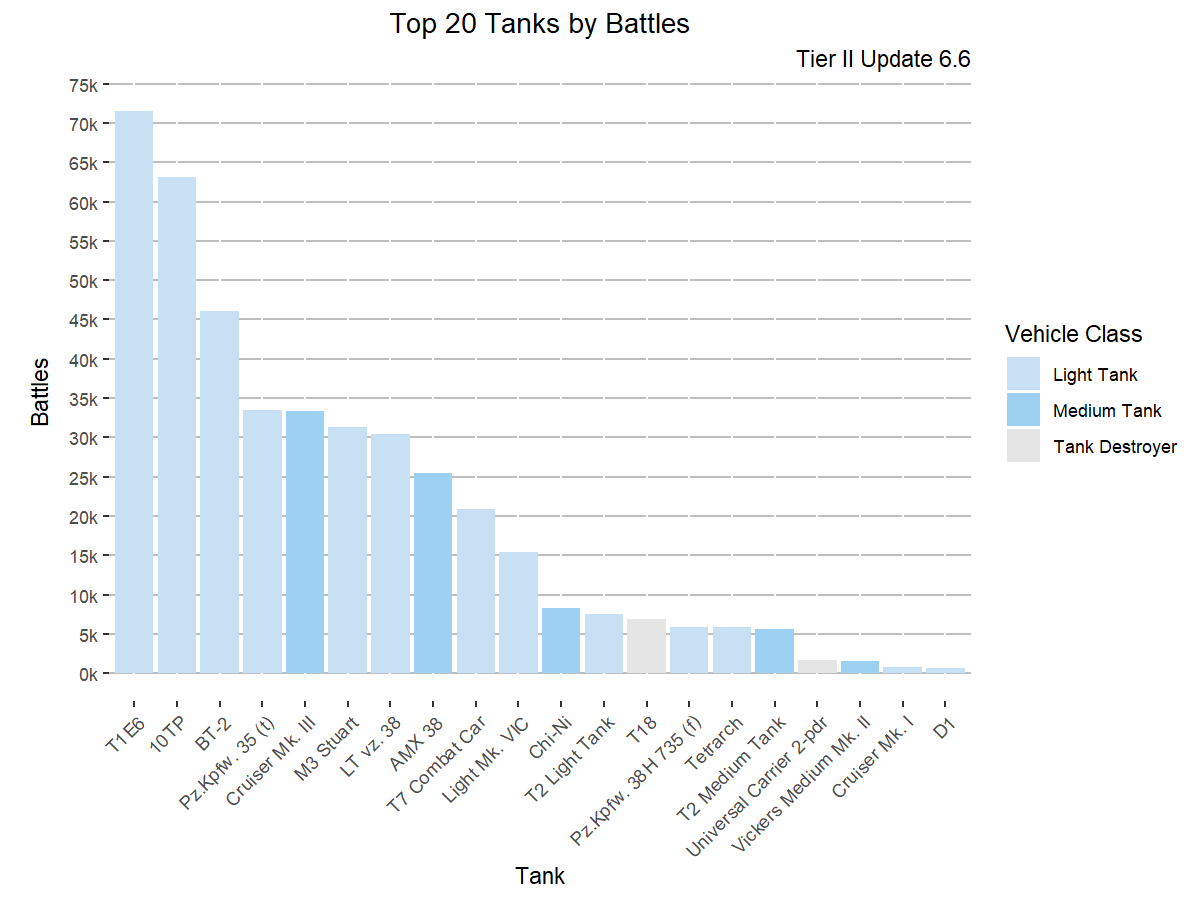 Top 20 Tanks by Battles
Tier II Update 6.6
75k
70k
65k
60k
55k
50k
45k
40k
35k
30k
25k
20k
15k
10k
5k
0k
Battles
T1E6
10TP
BT-2
Pz.Kpfw. 35 (t)
Cruiser Mk. III
M3 Stuart
LT vz. 38
AMX 38
T7 Combat Car
Light Mk. VIC
Chi-Ni
T2 Light Tank
T18
Pz.Kpfw. 38 H 735 (f)
Tetrarch
T2 Medium Tank
Universal Carrier 2-pdr
Vickers Medium Mk. II
Cruiser Mk. I
D1
Tank
Vehicle Class
Light Tank
Medium Tank
Tank Destroyer